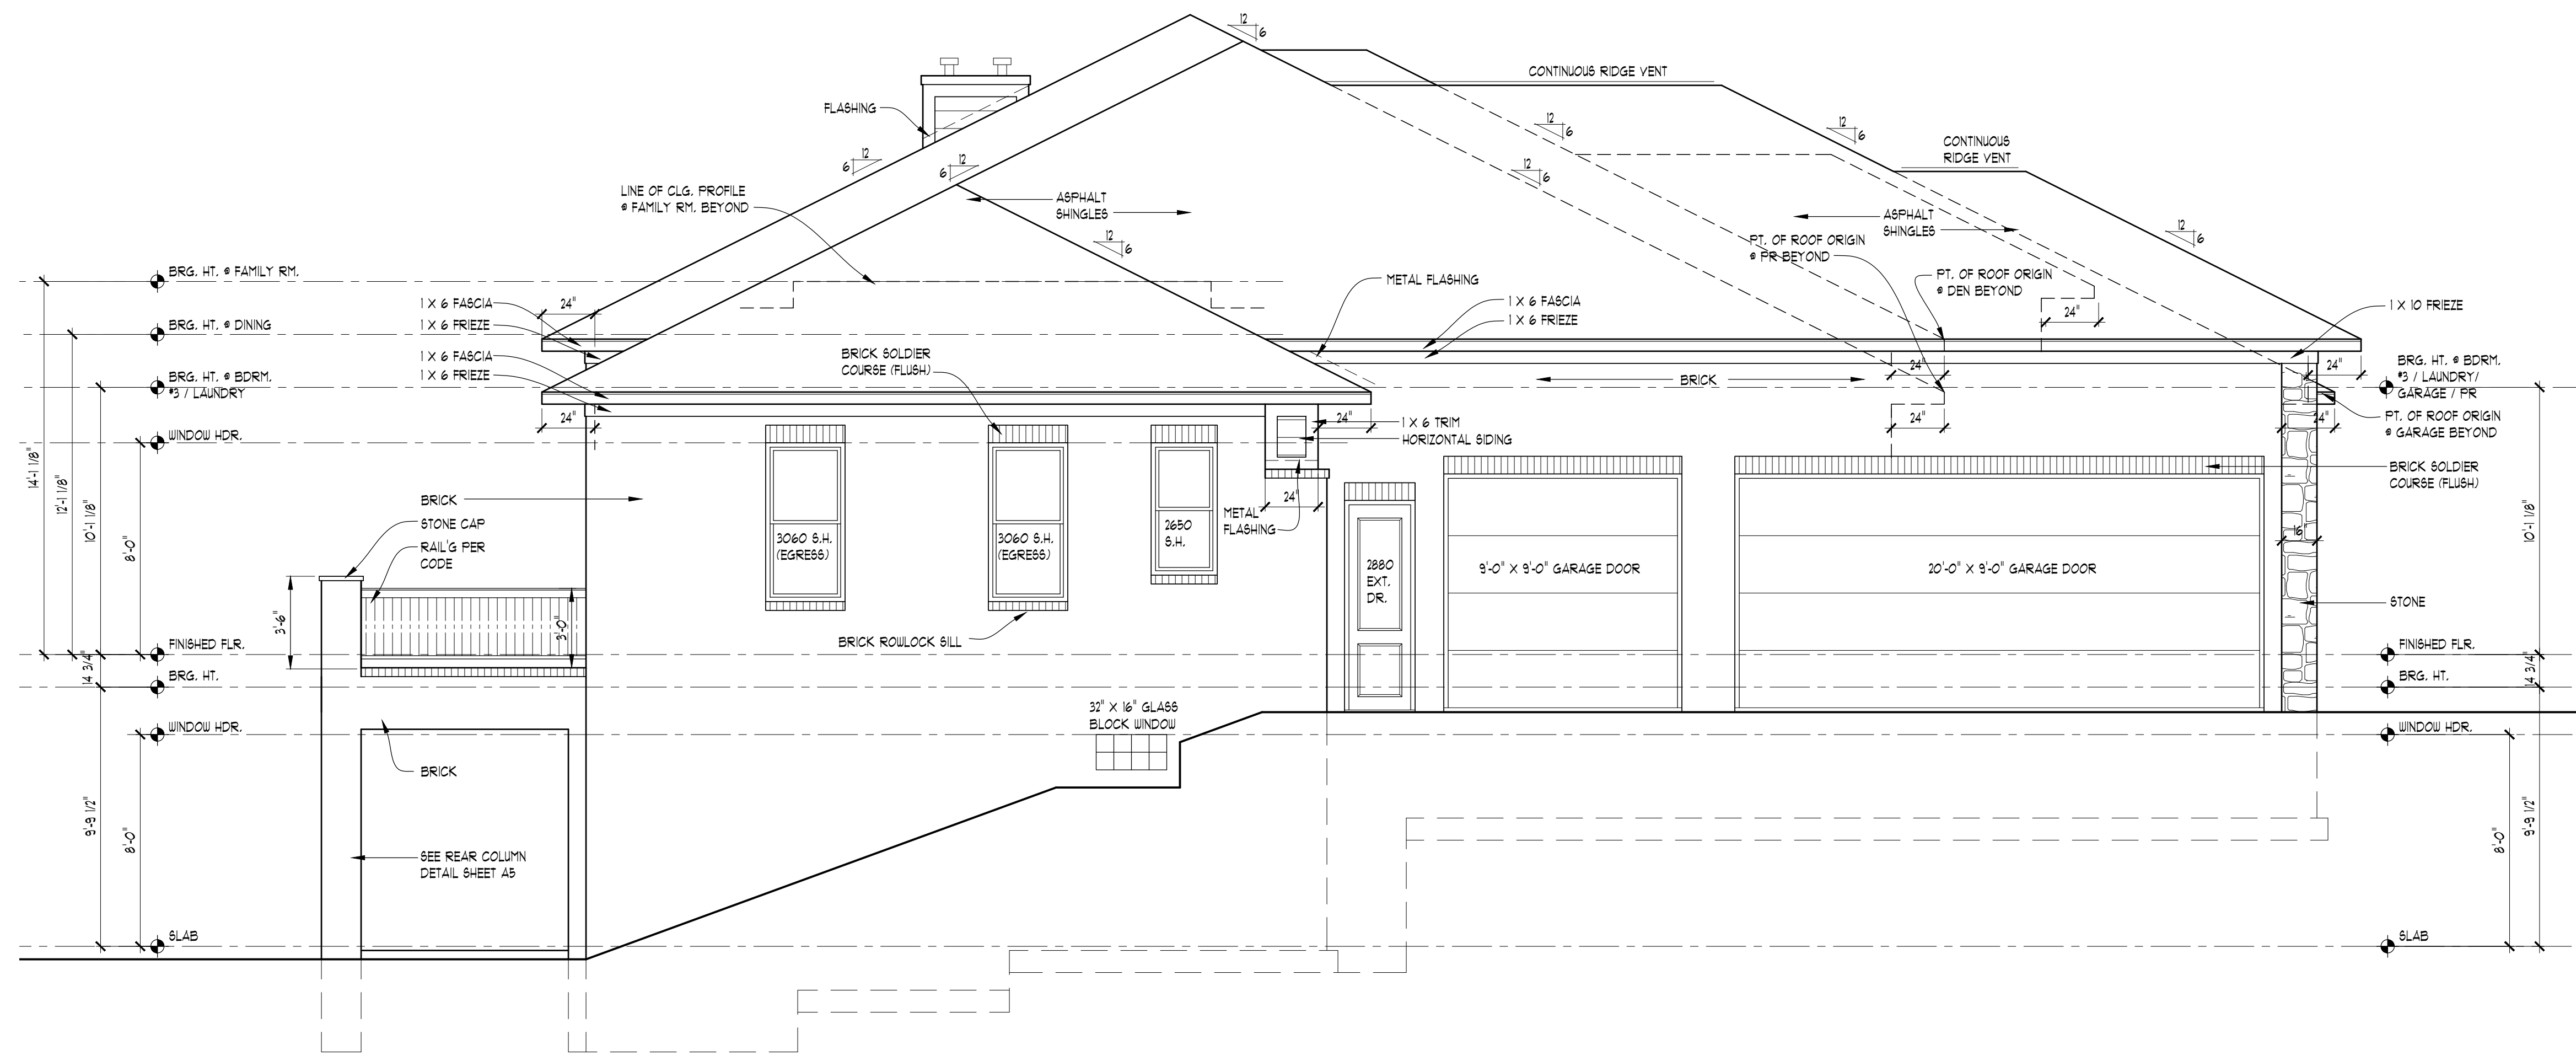 12
6
CONTINUOUS RIDGE VENT
FLASHING
12
6
12
6
CONTINUOUS
RIDGE VENT
12
6
12
6
12
6
LINE OF CLG. PROFILE
@ FAMILY RM. BEYOND
ASPHALT
SHINGLES
ASPHALT
SHINGLES
12
6
12
6
PT. OF ROOF ORIGIN
@ PR BEYOND
BRG. HT. @ FAMILY RM.
METAL FLASHING
PT. OF ROOF ORIGIN
@ DEN BEYOND
1 X 6 FASCIA
24"
1 X 6 FASCIA
24"
1 X 10 FRIEZE
BRG. HT. @ DINING
1 X 6 FRIEZE
1 X 6 FRIEZE
1 X 6 FASCIA
1 X 6 FRIEZE
BRICK SOLDIER
COURSE (FLUSH)
24"
24"
BRG. HT. @ BDRM.
#3 / LAUNDRY
BRICK
BRG. HT. @ BDRM.
#3 / LAUNDRY/
GARAGE / PR
24"
24"
24"
24"
PT. OF ROOF ORIGIN
@ GARAGE BEYOND
1 X 6 TRIM
HORIZONTAL SIDING
WINDOW HDR.
14'-1 1/8"
12'-1 1/8"
10'-1 1/8"
8'-0"
BRICK SOLDIER
COURSE (FLUSH)
BRICK
24"
METAL
FLASHING
STONE CAP
RAIL'G PER
CODE
3060 S.H.
(EGRESS)
3060 S.H.
(EGRESS)
2650
S.H.
16"
10'-1 1/8"
2880
EXT.
DR.
9'-0" X 9'-0" GARAGE DOOR
20'-0" X 9'-0" GARAGE DOOR
STONE
3'-6"
3'-0"
BRICK ROWLOCK SILL
FINISHED FLR.
FINISHED FLR.
14 3/4"
BRG. HT.
BRG. HT.
14 3/4"
32" X 16" GLASS
BLOCK WINDOW
WINDOW HDR.
WINDOW HDR.
BRICK
9'-9 1/2"
8'-0"
8'-0"
9'-9 1/2"
SEE REAR COLUMN
DETAIL SHEET A5
SLAB
SLAB